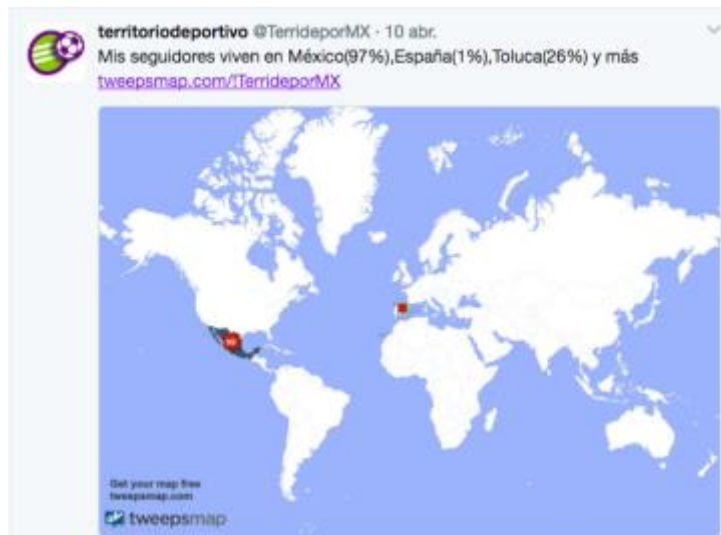 territoriodeportivo @TerrideporMX · 10 abr.
Mis seguidores viven en México(97%),España(1%),Toluca(26%) y más
tweepsmap.com/!TerrideporMX
Get your map free
tweepsmap.com
tweepsmap